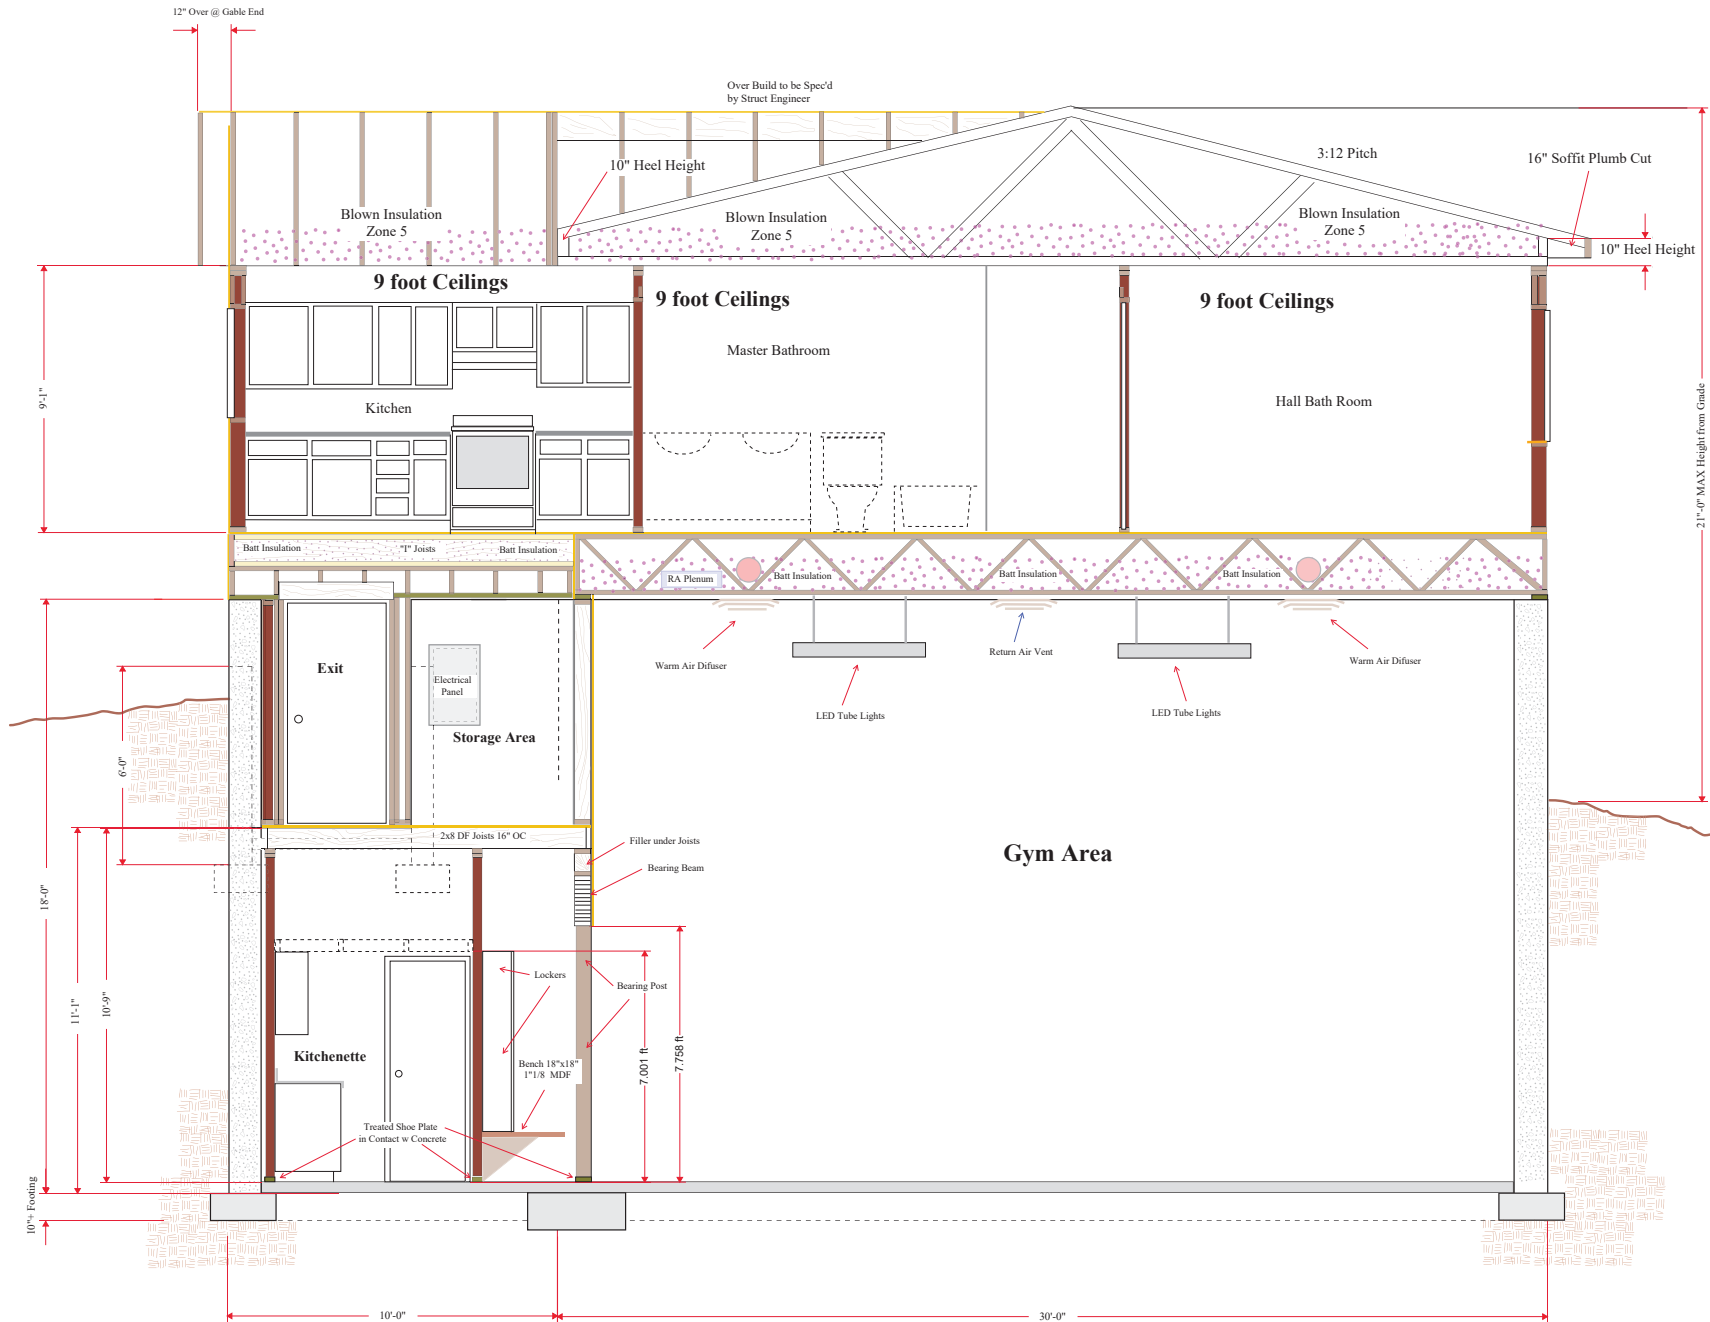 12" Over @ Gable End
Over Build to be Spec'd
by Struct Engineer
10" Heel Height
3:12 Pitch
16" Soffit Plumb Cut
Blown Insulation
Zone 5
Blown Insulation
Zone 5
Blown Insulation
Zone 5
10" Heel Height
9 foot Ceilings
9 foot Ceilings
9 foot Ceilings
Master Bathroom
9'-1"
Kitchen
Hall Bath Room
21"-0" MAX Height from Grade
Batt Insulation
"I" Joists
Batt Insulation
RA Plenum
Batt Insulation
Batt Insulation
Batt Insulation
Exit
Electrical
Panel
Warm Air Difuser
Return Air Vent
Warm Air Difuser
LED Tube Lights
LED Tube Lights
Storage Area
6'-0"
2x8 DF Joists 16" OC
Filler under Joists
Gym Area
Bearing Beam
18'-0"
11'-1"
10'-9"
Lockers
Bearing Post
Kitchenette
Bench 18"x18"
1"1/8 MDF
7.001 ft
7.758 ft
Treated Shoe Plate
in Contact w Concrete
10"+ Footing
10'-0"
30'-0"